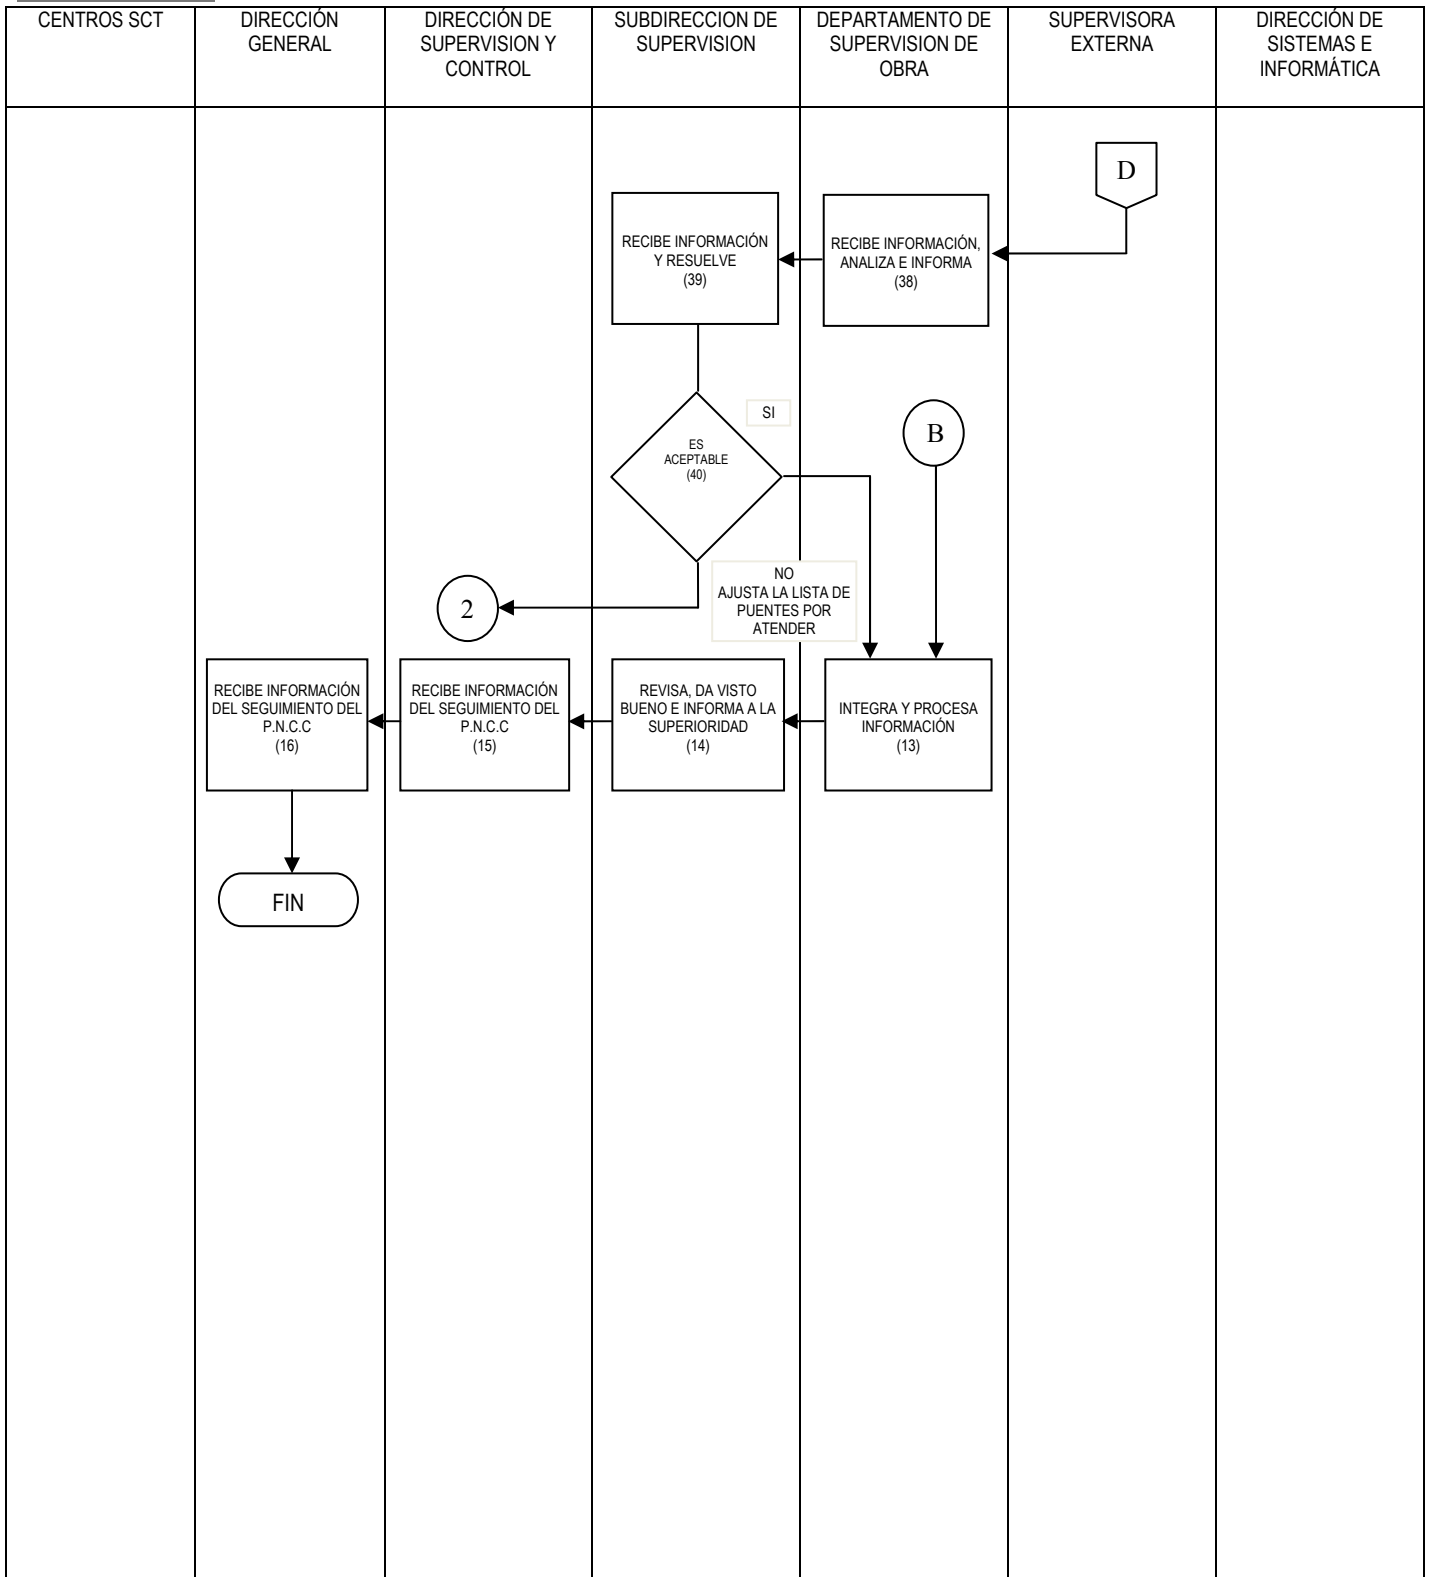 CENTROS SCT
DIRECCIÓN
GENERAL
DIRECCIÓN DE
SUPERVISION Y
CONTROL
SUBDIRECCION DE
SUPERVISION
DEPARTAMENTO DE
SUPERVISION DE
OBRA
SUPERVISORA
EXTERNA
DIRECCIÓN DE
SISTEMAS E
INFORMÁTICA
D
RECIBE INFORMACIÓN
Y RESUELVE
(39)
RECIBE INFORMACIÓN,
ANALIZA E INFORMA
(38)
SI
ES
ACEPTABLE
(40)
B
NO
AJUSTA LA LISTA DE
PUENTES POR
ATENDER
2
RECIBE INFORMACIÓN
DEL SEGUIMIENTO DEL
P.N.C.C
(16)
RECIBE INFORMACIÓN
DEL SEGUIMIENTO DEL
P.N.C.C
(15)
REVISA, DA VISTO
BUENO E INFORMA A LA
SUPERIORIDAD
(14)
INTEGRA Y PROCESA
INFORMACIÓN
(13)
FIN